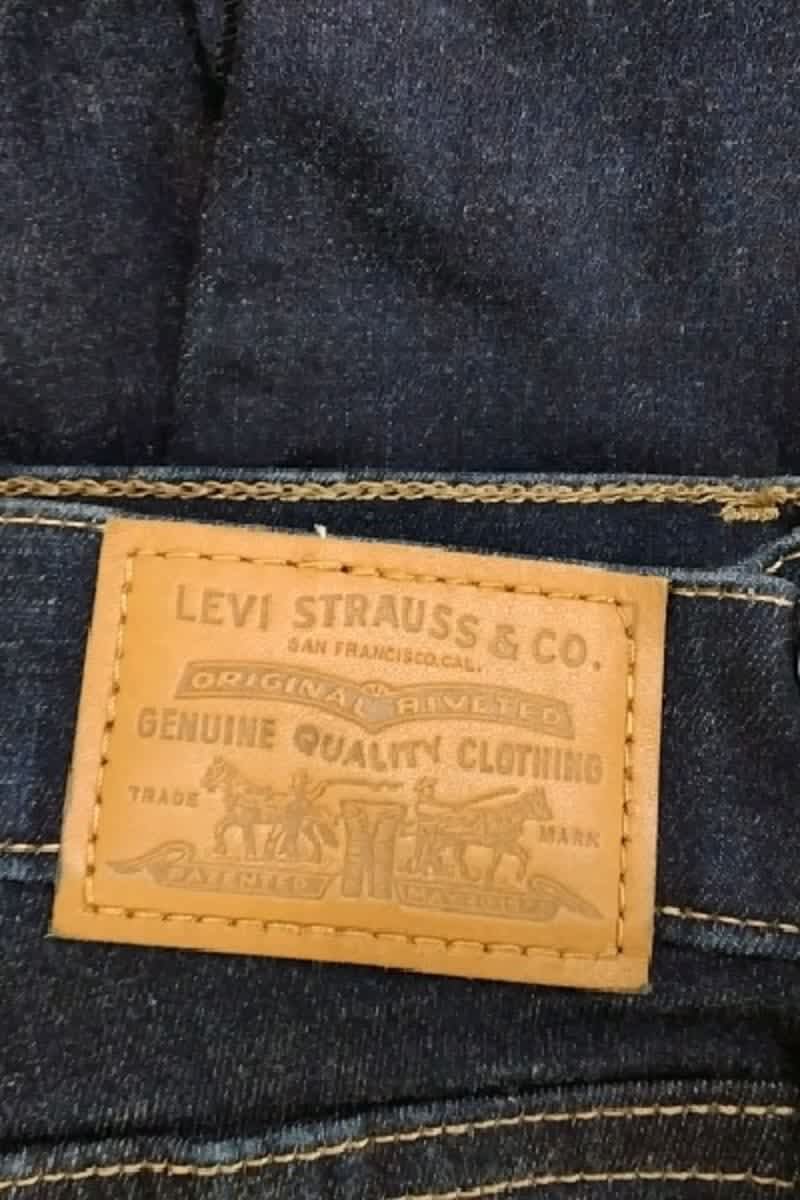 LEVI STRAUSS & CO.
SAN FRANCISCO, CAL.
ORIGINAL RIVETED
GENUINE QUALITY CLOTHING
TRADE MARK
PATENTED